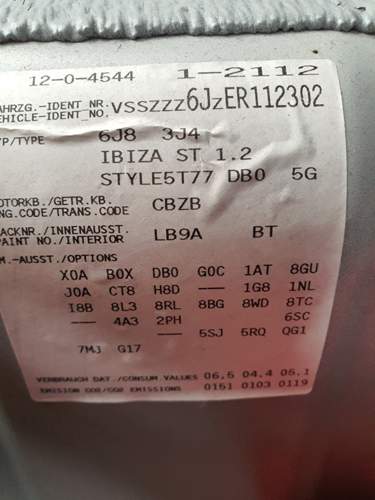 12-0-4544 1-2112
AHRZG.-IDENT NR. VSSZZZ6JzER112302
VEHICLE-IDENT_NO.
YP/TYPE 6J8 3J4
IBIZA ST 1.2
STYLE5T77 DB0 5G
MOTORKB./GETR.KB.
NG.CODE/TRANS.CODE CBZB
ACKNR./INNENAUSST.
PAINT NO./INTERIOR LB9A BT
M.-AUSST./OPTIONS
X0A B0X DB0 G0C 1AT 8GU
J0A CT8 H8D --- 1G8 1NL
I8B 8L3 8RL 8BG 8WD 8TC
--- 4A3 2PH 6SC
--- 5SJ 5RQ QG1
7MJ G17
VERBRAUCH DAT./CONSUM.VALUES 06.5 04.4 05.1
EMISSION CO2/CO2 EMISSIONS 0151 0103 0119